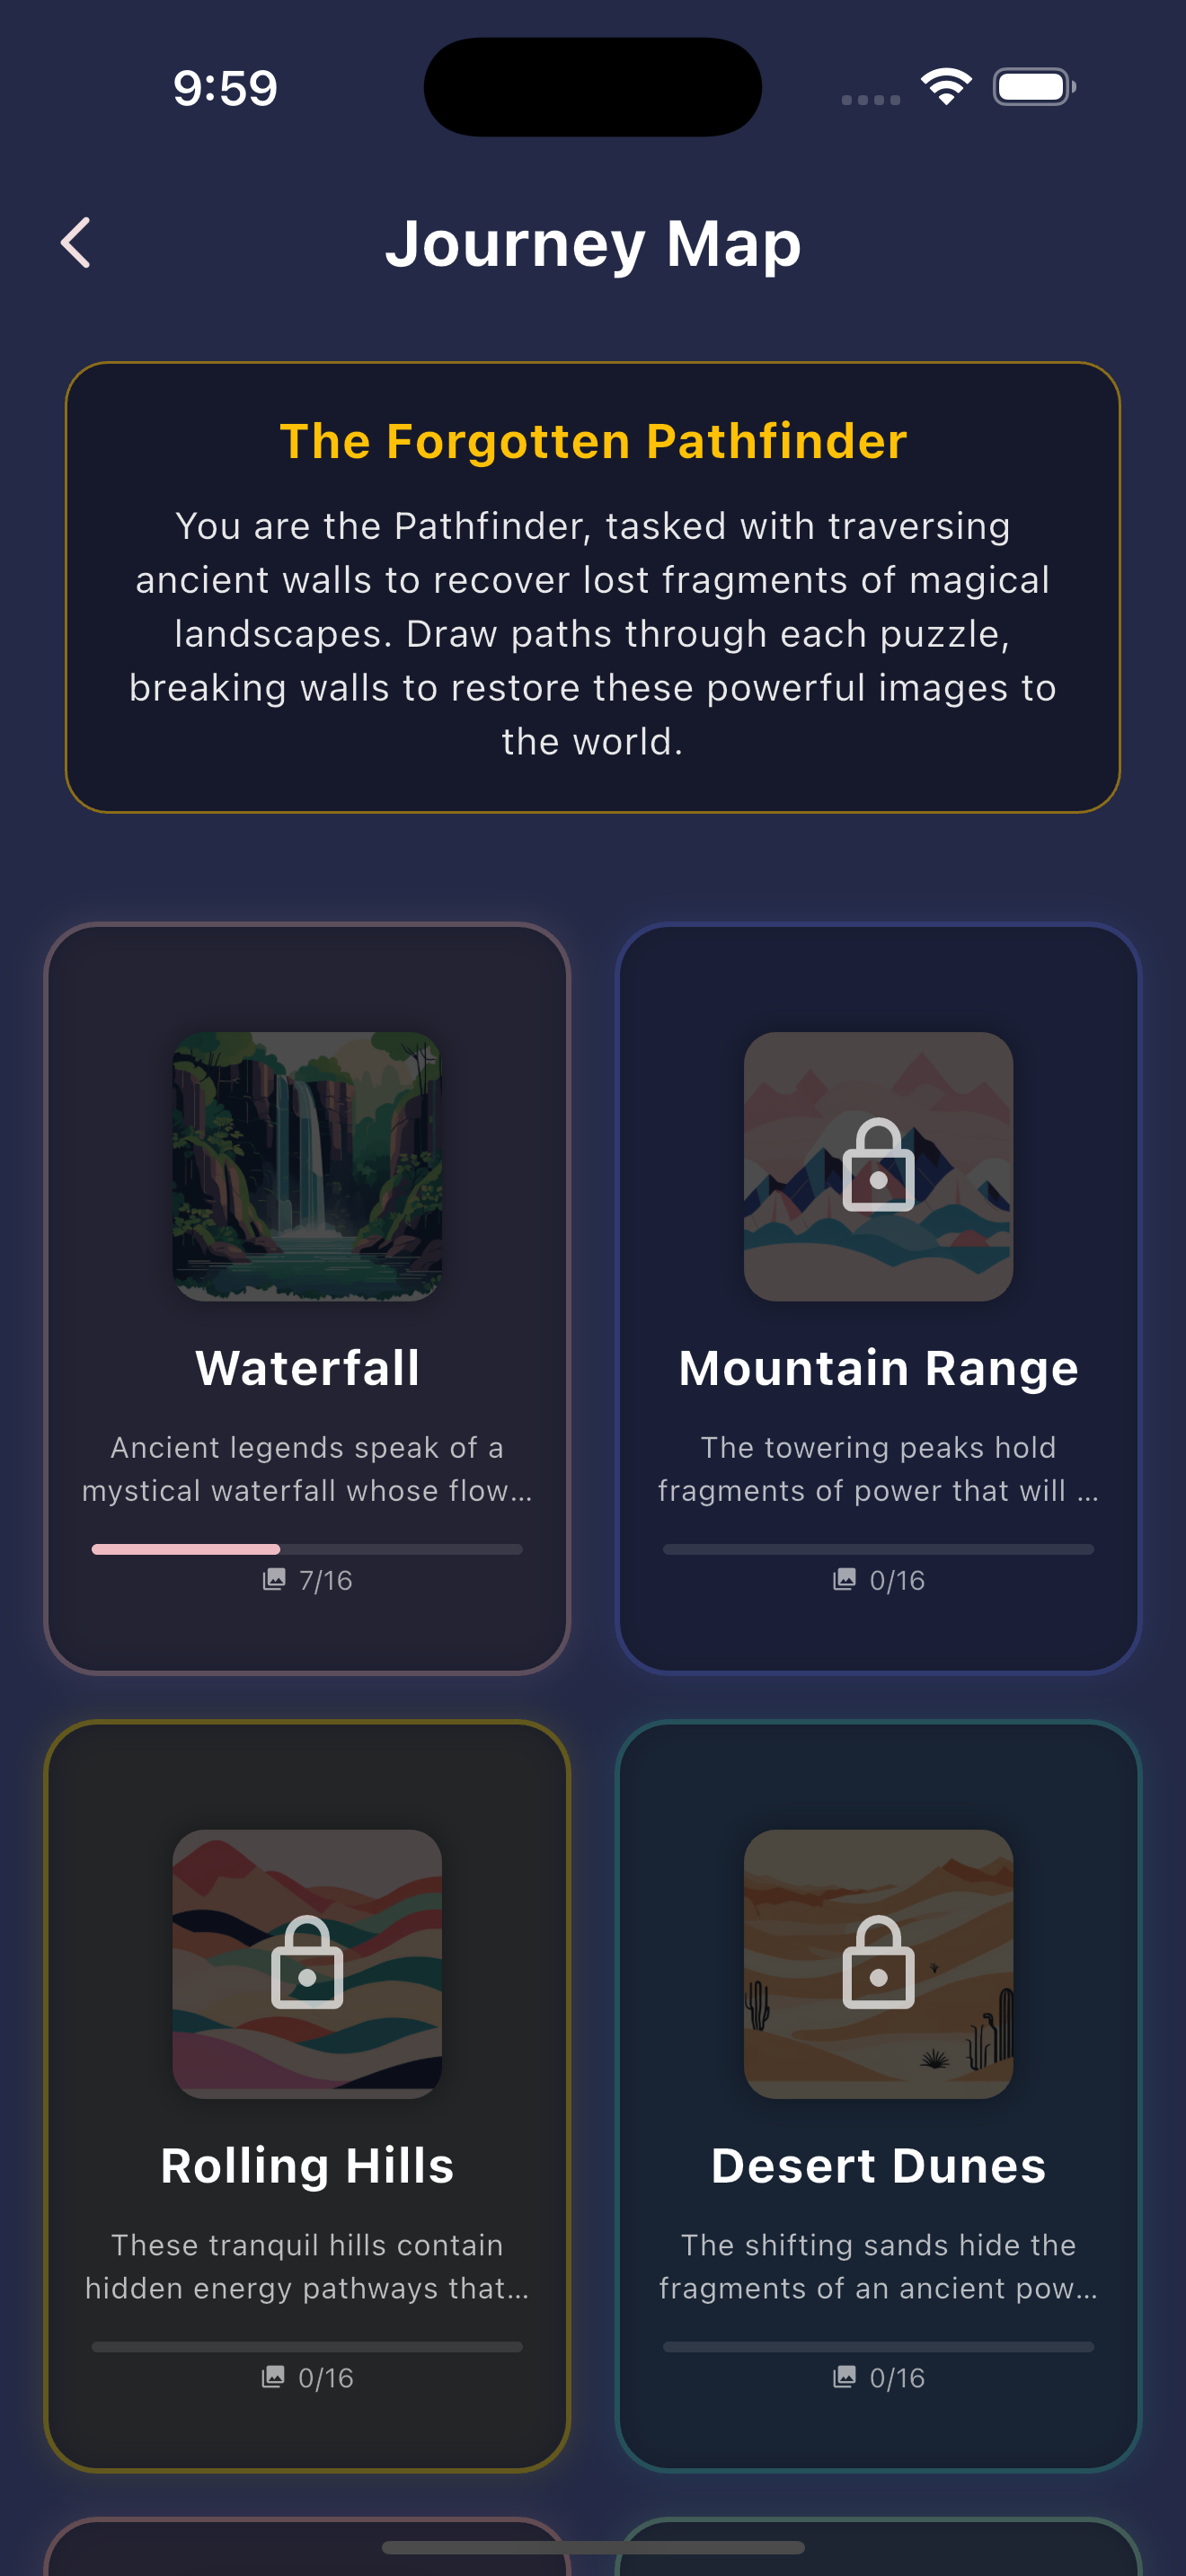 9:59
Journey Map
The Forgotten Pathfinder
You are the Pathfinder, tasked with traversing
ancient walls to recover lost fragments of magical
landscapes. Draw paths through each puzzle,
breaking walls to restore these powerful images to
the world.
Waterfall
Ancient legends speak of a
mystical waterfall whose flow...
7/16
Mountain Range
The towering peaks hold
fragments of power that will ...
0/16
Rolling Hills
These tranquil hills contain
hidden energy pathways that...
0/16
Desert Dunes
The shifting sands hide the
fragments of an ancient pow...
0/16